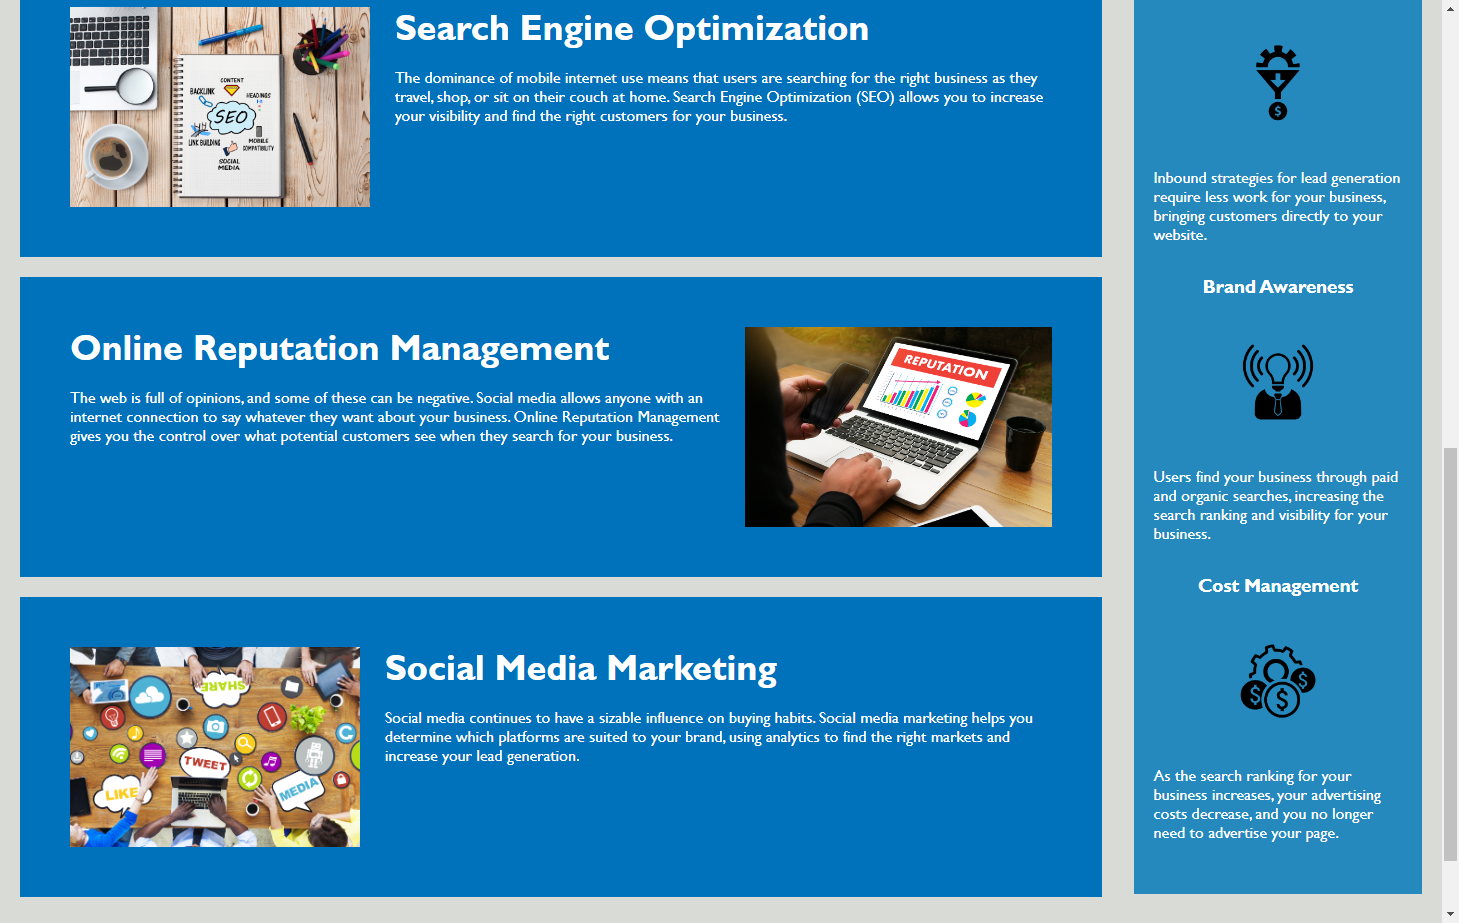 Search Engine Optimization
The dominance of mobile internet use means that users are searching for the right business as they
travel, shop, or sit on their couch at home. Search Engine Optimization (SEO) allows you to increase
your visibility and find the right customers for your business.
CONTENT
BACKLINK
HEADINGS
SEO
LINK BUILDING
MOBILE
COMPATIBILITY
SOCIAL
MEDIA
Online Reputation Management
The web is full of opinions, and some of these can be negative. Social media allows anyone with an
internet connection to say whatever they want about your business. Online Reputation Management
gives you the control over what potential customers see when they search for your business.
REPUTATION
Social Media Marketing
Social media continues to have a sizable influence on buying habits. Social media marketing helps you
determine which platforms are suited to your brand, using analytics to find the right markets and
increase your lead generation.
SHARE
TWEET
LIKE
MEDIA
$
Inbound strategies for lead generation
require less work for your business,
bringing customers directly to your
website.
Brand Awareness
Users find your business through paid
and organic searches, increasing the
search ranking and visibility for your
business.
Cost Management
$ $ $
As the search ranking for your
business increases, your advertising
costs decrease, and you no longer
need to advertise your page.